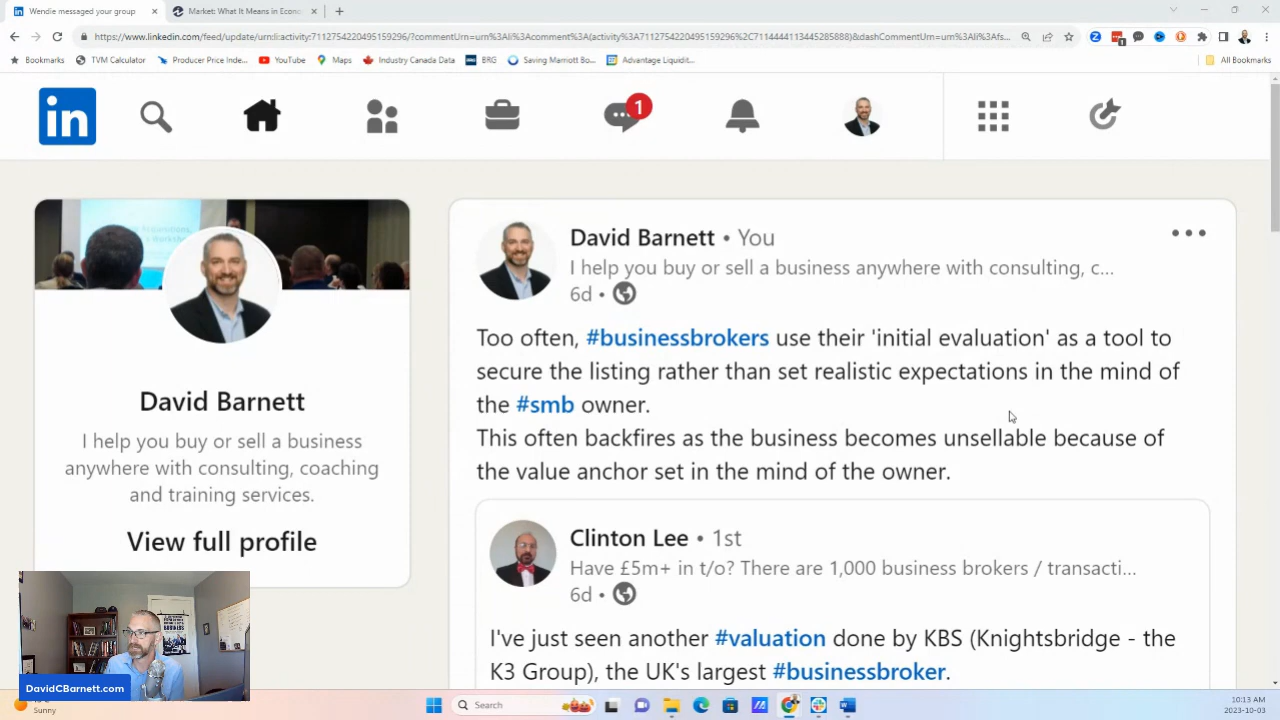 Wendie messaged your group
Market: What It Means in Econo
https://www.linkedin.com/feed/update/urn:li:activity:7112754220495159296/?commentUrn=urn%3Ali%3Acomment%3A(activity%3A7112754220495159296%2C7114444113445285888)&dashCommentUrn=urn%3Ali%3Afs...
Bookmarks
TVM Calculator
Producer Price Inde...
YouTube
Maps
Industry Canada Data
BRG
Saving Marriott Bo...
Advantage Liquidit...
All Bookmarks
in
1
David Barnett
I help you buy or sell a business
anywhere with consulting, coaching
and training services.
View full profile
David Barnett • You
I help you buy or sell a business anywhere with consulting, c...
6d •
Too often, #businessbrokers use their 'initial evaluation' as a tool to
secure the listing rather than set realistic expectations in the mind of
the #smb owner.
This often backfires as the business becomes unsellable because of
the value anchor set in the mind of the owner.
Clinton Lee • 1st
Have £5m+ in t/o? There are 1,000 business brokers / transacti...
6d •
I've just seen another #valuation done by KBS (Knightsbridge - the
K3 Group), the UK's largest #businessbroker.
DavidCBarnett.com
Sunny
Search
10:13 AM
2023-10-03